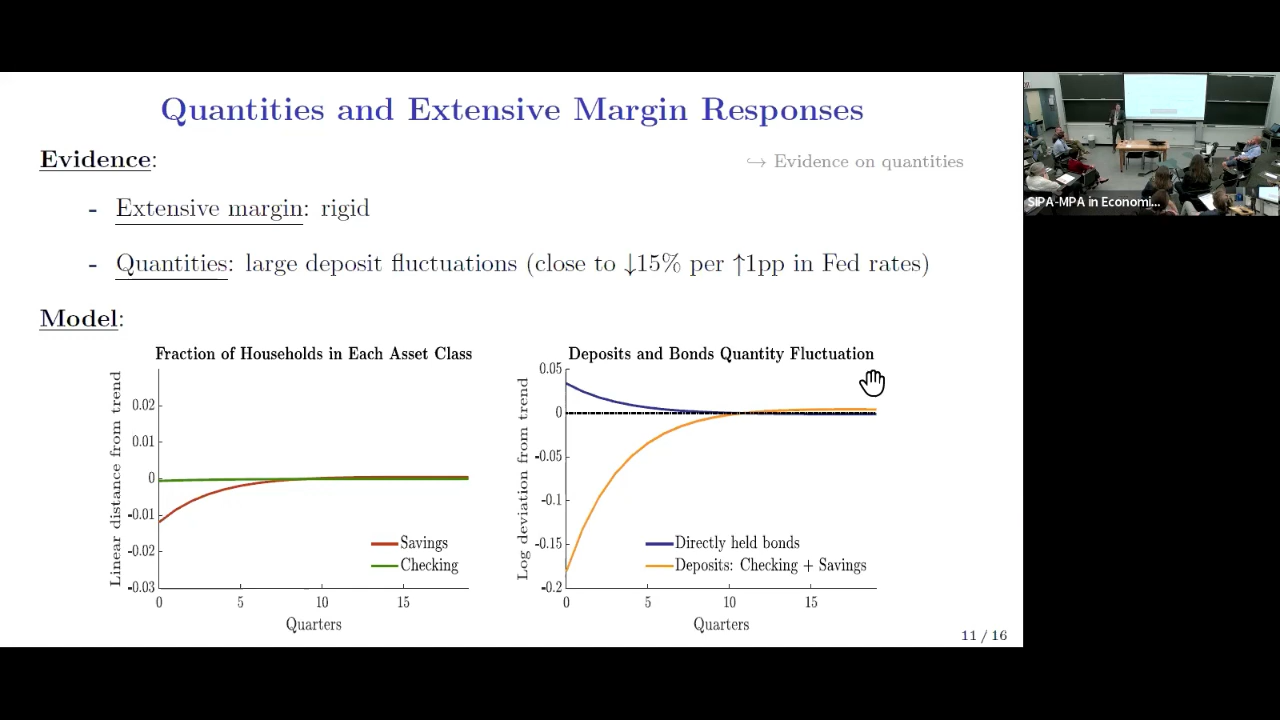 Quantities and Extensive Margin Responses
Evidence:
↪ Evidence on quantities
- Extensive margin: rigid
- Quantities: large deposit fluctuations (close to ↓15% per ↑1pp in Fed rates)
Model:
Fraction of Households in Each Asset Class
Linear distance from trend
0.02
0.01
0
-0.01
-0.02
-0.03
0 5 10 15
Quarters
Savings
Checking
Deposits and Bonds Quantity Fluctuation
Log deviation from trend
0.05
0
-0.05
-0.1
-0.15
-0.2
0 5 10 15
Quarters
Directly held bonds
Deposits: Checking + Savings
11 / 16
SIPA-MPA in Economi...